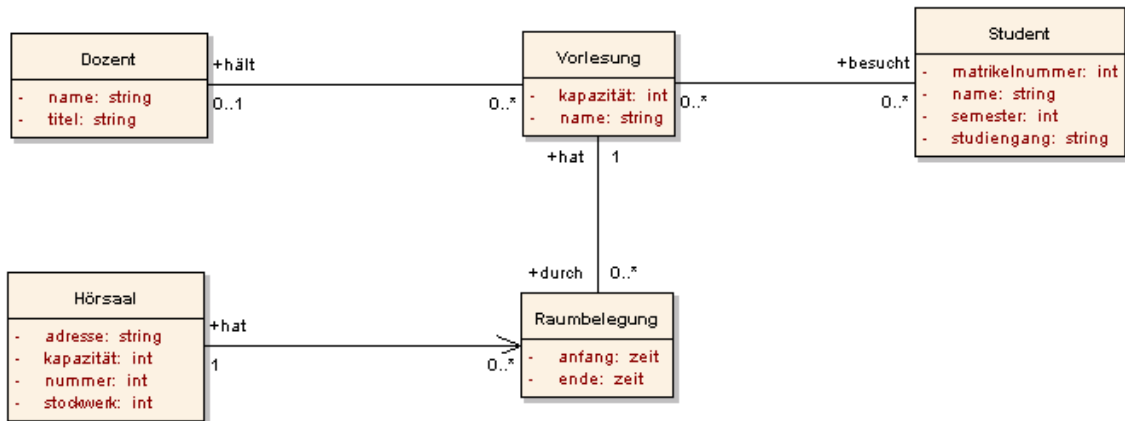 Dozent
- name: string
- titel: string
+hält
0..1
0..*
Vorlesung
- kapazität: int
- name: string
0..*
+besucht
0..*
Student
- matrikelnummer: int
- name: string
- semester: int
- studiengang: string
+hat
1
+durch
0..*
Hörsaal
- adresse: string
- kapazität: int
- nummer: int
- stockwerk: int
+hat
1
0..*
Raumbelegung
- anfang: zeit
- ende: zeit